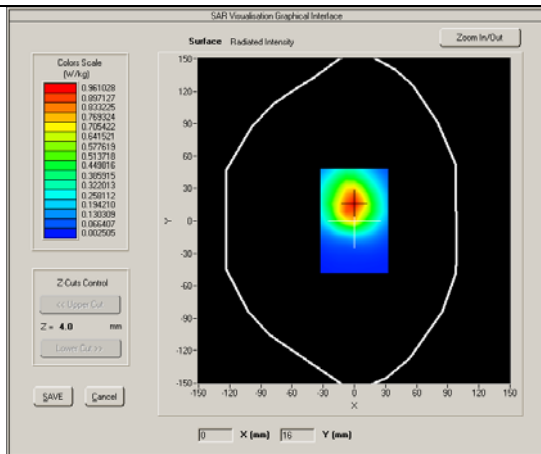 SAR Visualisation Graphical Interface
Surface Radiated Intensity
Zoom In/Out
Colors Scale
(W/kg)
0.961028
0.897127
0.833225
0.769324
0.705422
0.641521
0.577619
0.513718
0.449816
0.385915
0.322013
0.258112
0.194210
0.130309
0.066407
0.002505
Z Cuts Control
<< Upper Cut
Z = 4.0 mm
Lower Cut >>
SAVE Cancel
150-
120-
90-
60-
30-
0-
-30-
-60-
-90-
-120-
-150-
Y
-150 -120 -90 -60 -30 0 30 60 90 120 150
X
0 X (mm) 16 Y (mm)